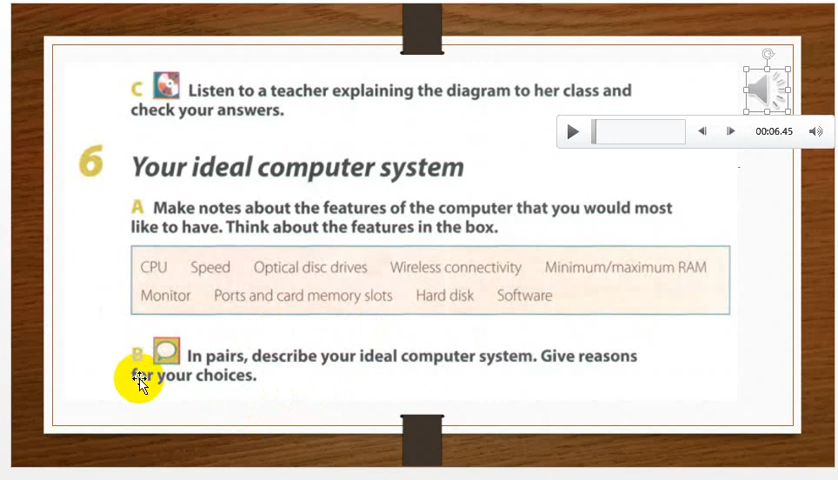 C Listen to a teacher explaining the diagram to her class and
check your answers.
00:06.45
6 Your ideal computer system
A Make notes about the features of the computer that you would most
like to have. Think about the features in the box.
CPU Speed Optical disc drives Wireless connectivity Minimum/maximum RAM
Monitor Ports and card memory slots Hard disk Software
B In pairs, describe your ideal computer system. Give reasons
for your choices.